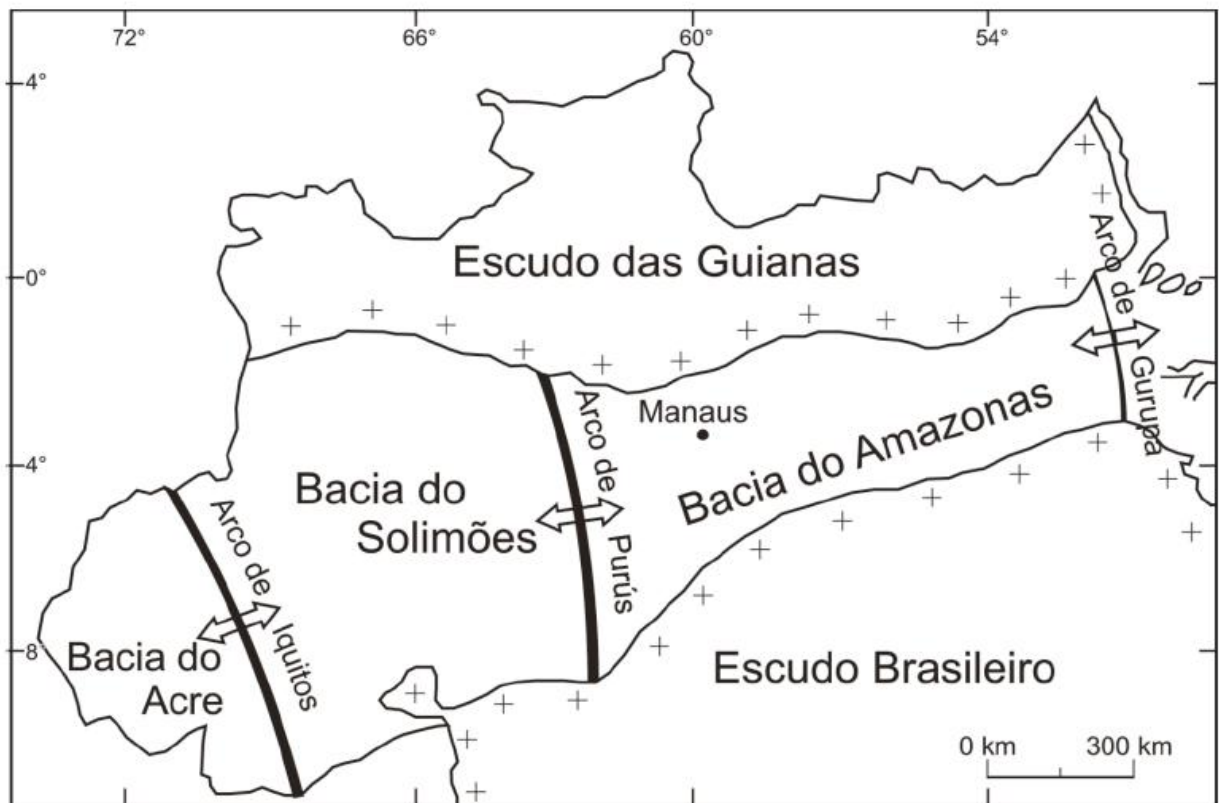 72°
66°
60°
54°
4°
0°
4°
8°
Escudo das Guianas
Arco de
Gurupa
Manaus
Bacia do Amazonas
Arco de
Purús
Bacia do
Solimões
Arco de
Iquitos
Bacia do
Acre
Escudo Brasileiro
0 km
300 km